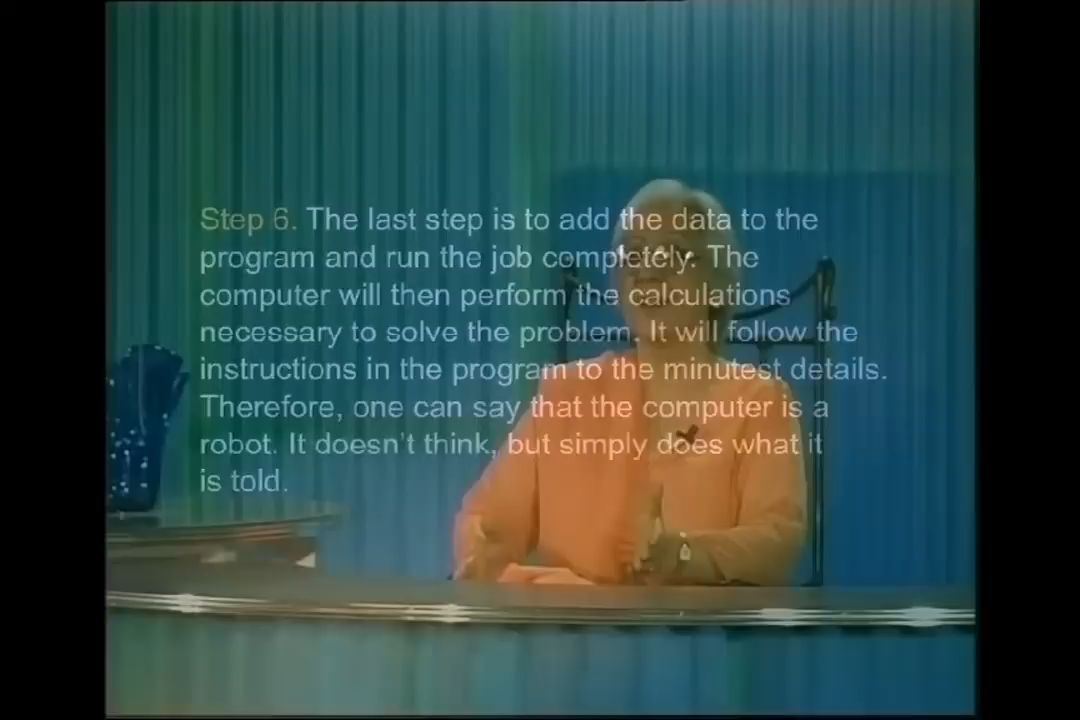 Step 6. The last step is to add the data to the
program and run the job completely. The
computer will then perform the calculations
necessary to solve the problem. It will follow the
instructions in the program to the minutest details.
Therefore, one can say that the computer is a
robot. It doesn't think, but simply does what it
is told.